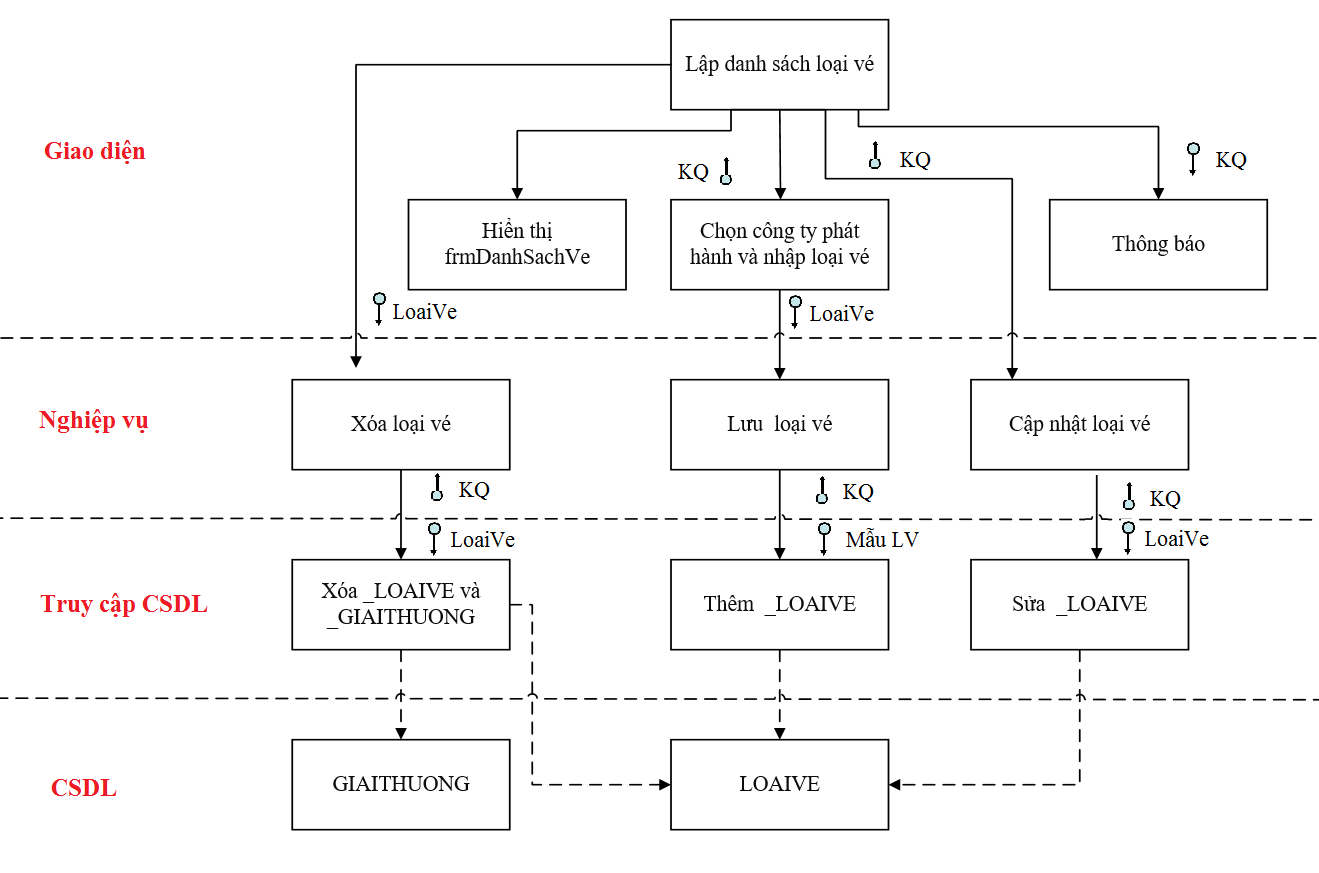 Lập danh sách loại vé
Giao diện
KQ
KQ
KQ
Hiển thị
frmDanhSachVe
Chọn công ty phát
hành và nhập loại vé
Thông báo
LoaiVe
LoaiVe
Nghiệp vụ
Xóa loại vé
Lưu loại vé
Cập nhật loại vé
KQ
KQ
KQ
LoaiVe
Mẫu LV
LoaiVe
Truy cập CSDL
Xóa _LOAIVE và
_GIAITHUONG
Thêm _LOAIVE
Sửa _LOAIVE
CSDL
GIAITHUONG
LOAIVE